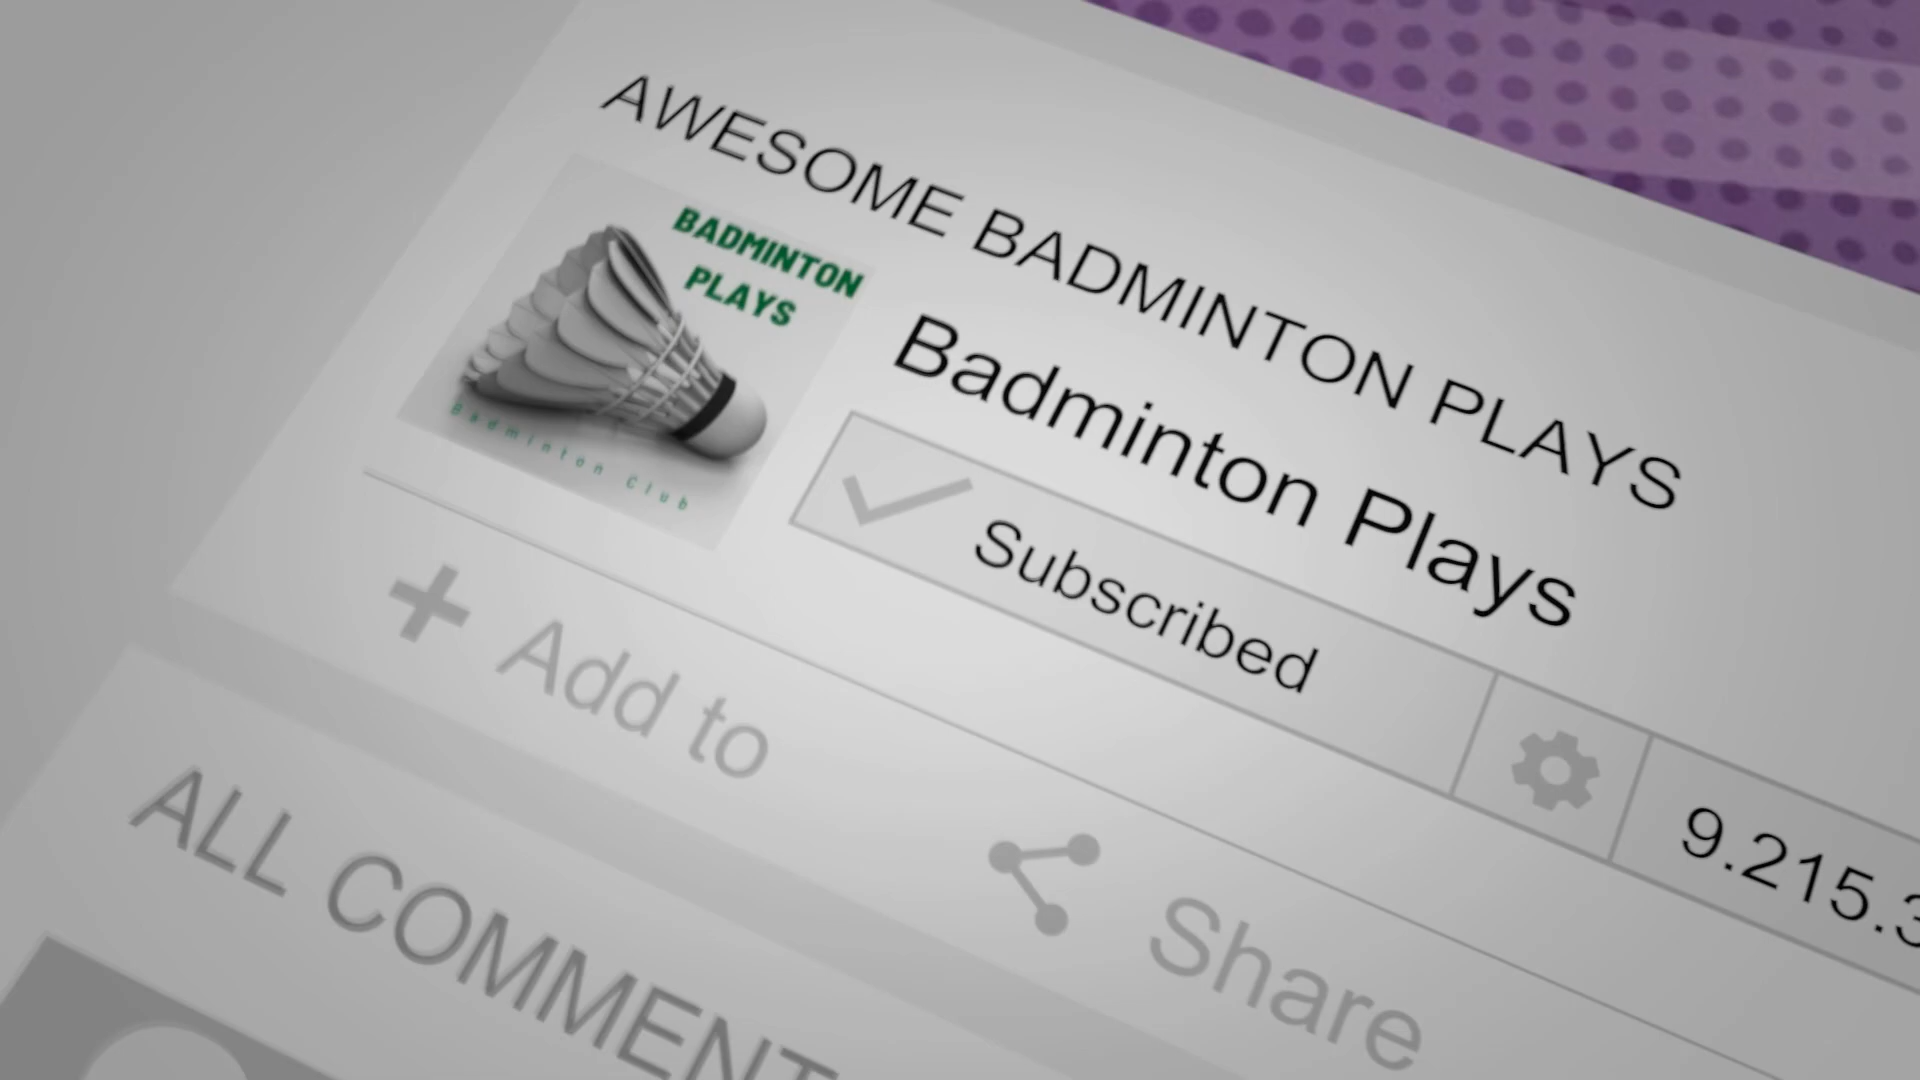 AWESOME BADMINTON PLAYS
BADMINTON
PLAYS
Badminton Club
Badminton Plays
Subscribed
Add to
Share
ALL COMMENT